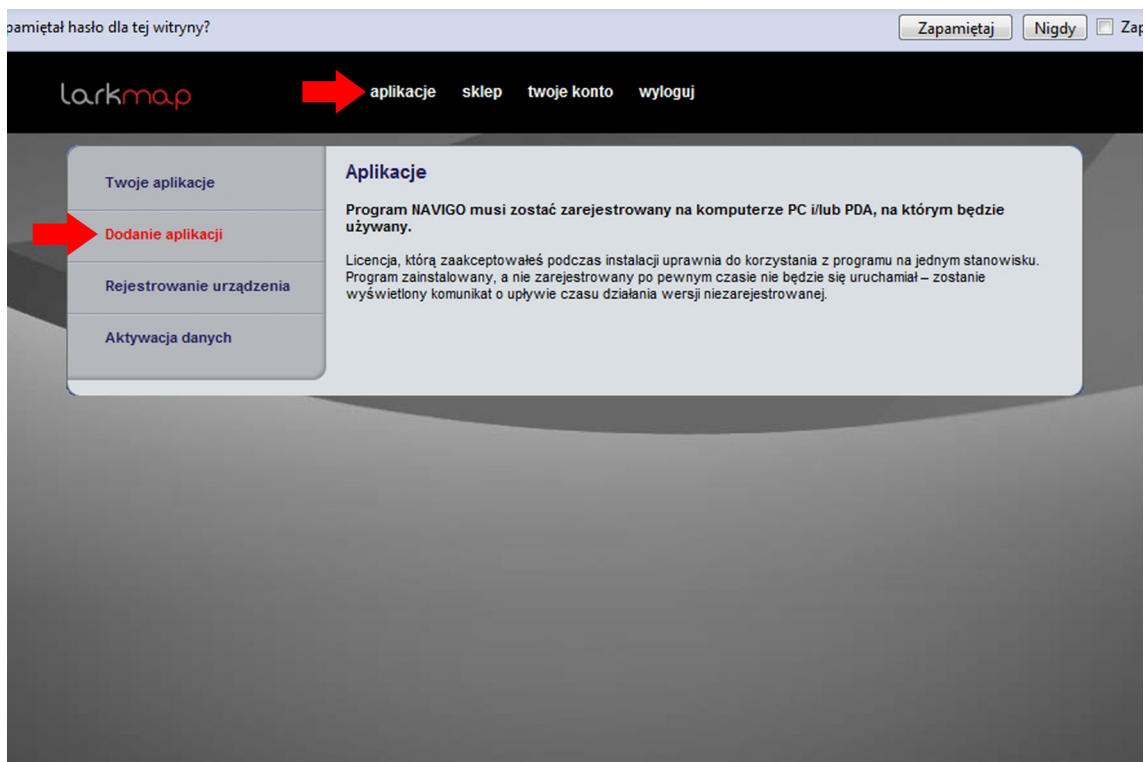 pamiętał hasło dla tej witryny?
Zapamiętaj
Nigdy
larkmap
aplikacje sklep twoje konto wyloguj
Twoje aplikacje
Dodanie aplikacji
Rejestrowanie urządzenia
Aktywacja danych
Aplikacje
Program NAVIGO musi zostać zarejestrowany na komputerze PC i/lub PDA, na którym będzie
używany.
Licencja, którą zaakceptowałeś podczas instalacji uprawnia do korzystania z programu na jednym stanowisku.
Program zainstalowany, a nie zarejestrowany po pewnym czasie nie będzie się uruchamiał – zostanie
wyświetlony komunikat o upływie czasu działania wersji niezarejestrowanej.